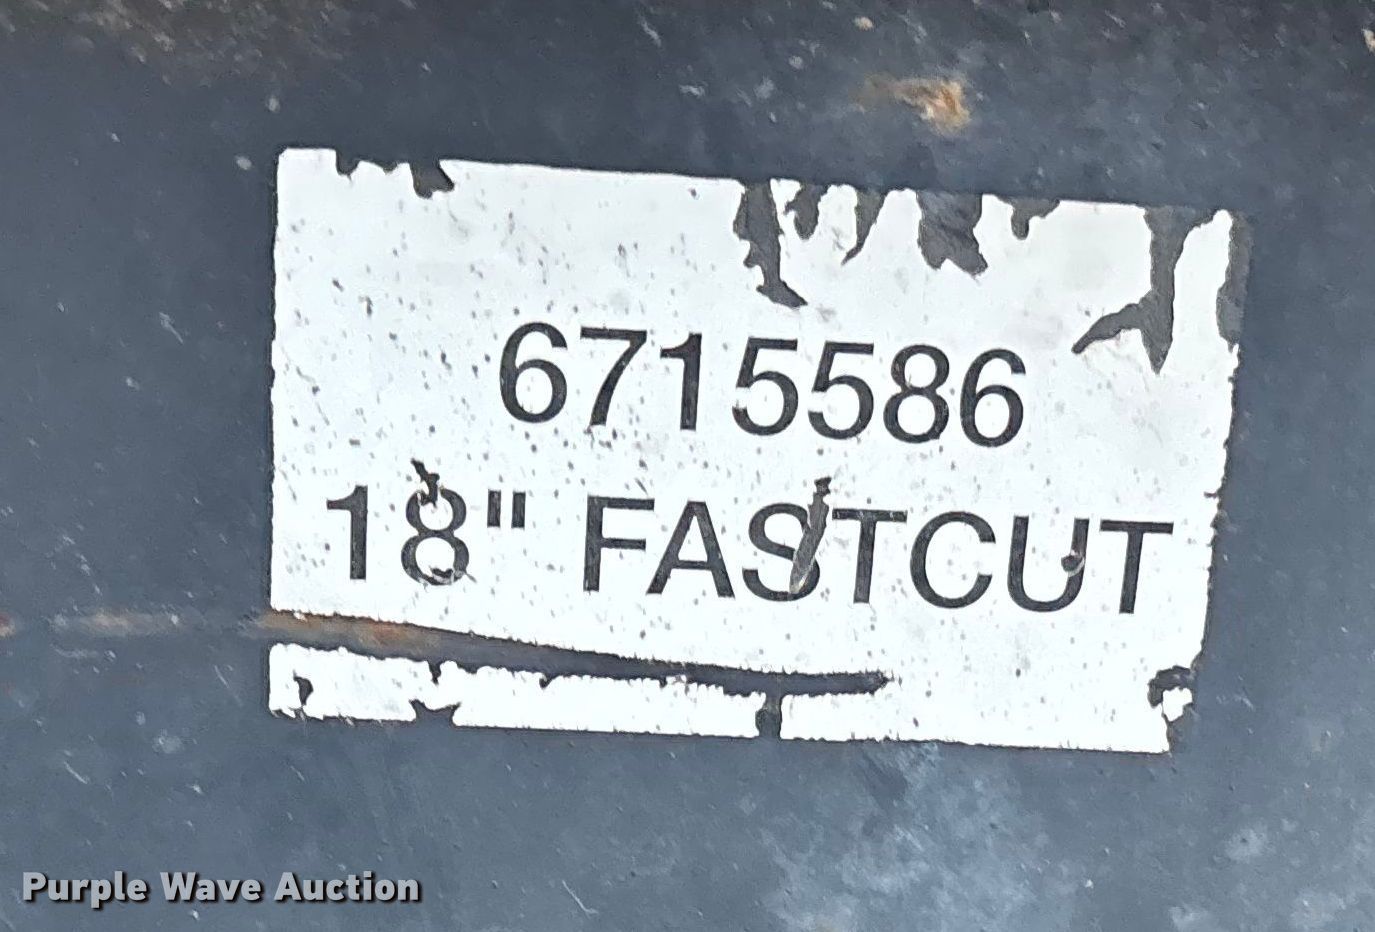 6715586
18" FASTCUT
Purple Wave Auction